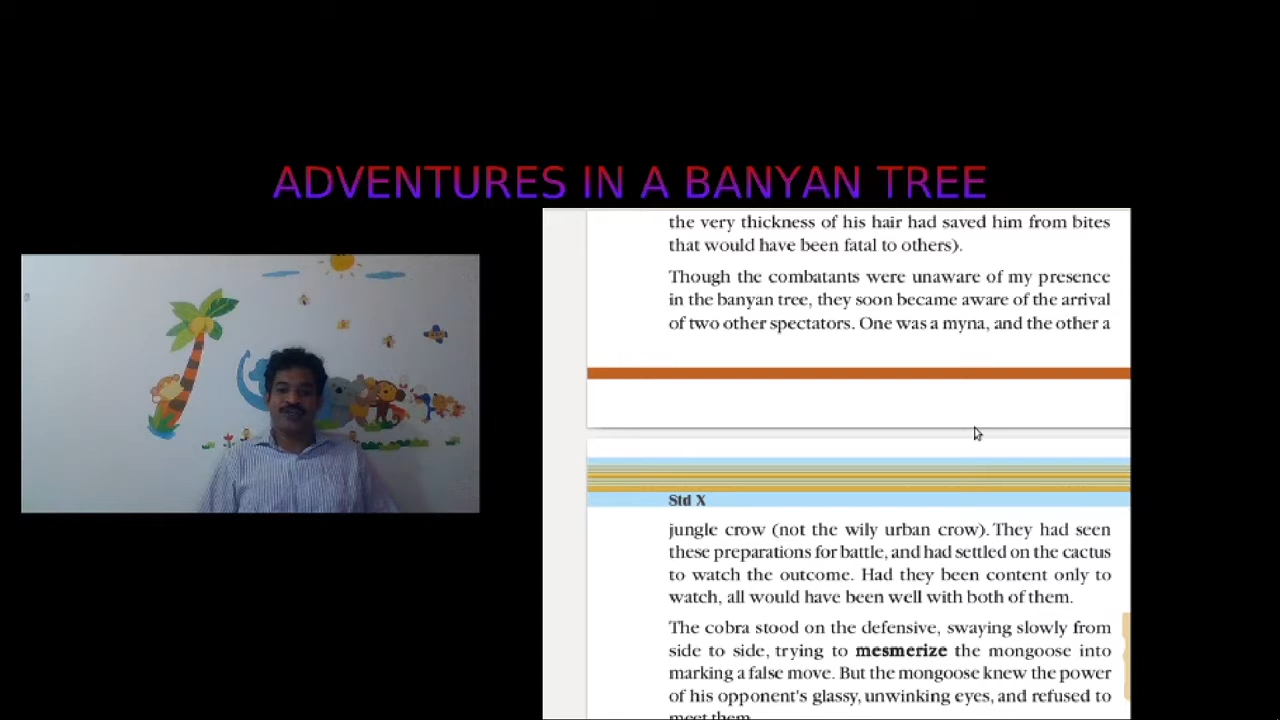 ADVENTURES IN A BANYAN TREE
the very thickness of his hair had saved him from bites
that would have been fatal to others).
Though the combatants were unaware of my presence
in the banyan tree, they soon became aware of the arrival
of two other spectators. One was a myna, and the other a
Std X
jungle crow (not the wily urban crow). They had seen
these preparations for battle, and had settled on the cactus
to watch the outcome. Had they been content only to
watch, all would have been well with both of them.
The cobra stood on the defensive, swaying slowly from
side to side, trying to mesmerize the mongoose into
marking a false move. But the mongoose knew the power
of his opponent's glassy, unwinking eyes, and refused to
meet them.